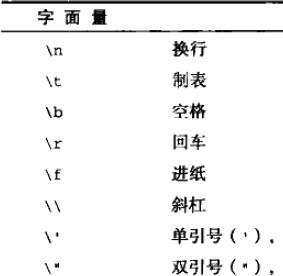 字面量
\n 换行
\t 制表
\b 空格
\r 回车
\f 进纸
\\ 斜杠
\' 单引号（'），
\" 双引号（"），